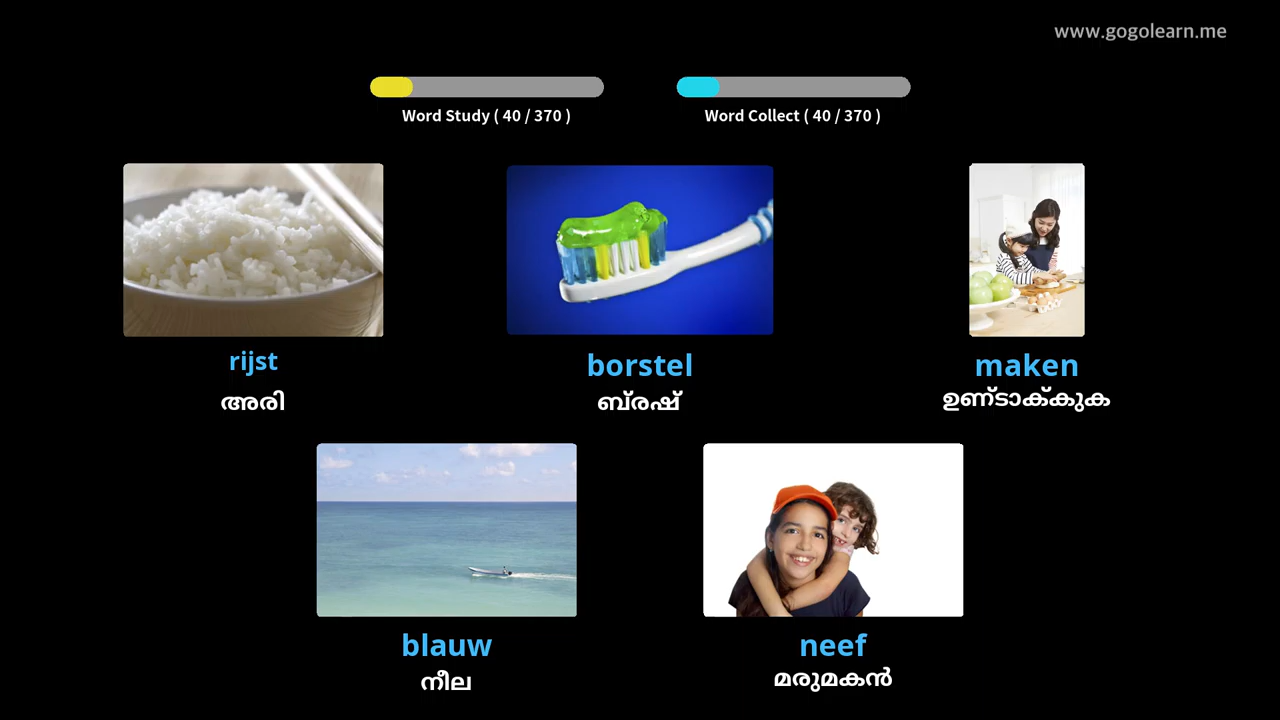 www.gogolearn.me
Word Study ( 40 / 370 )
Word Collect ( 40 / 370 )
rijst
അരി
borstel
ബ്രഷ്
maken
ഉണ്ടാക്കുക
blauw
നീല
neef
മരുമകൻ